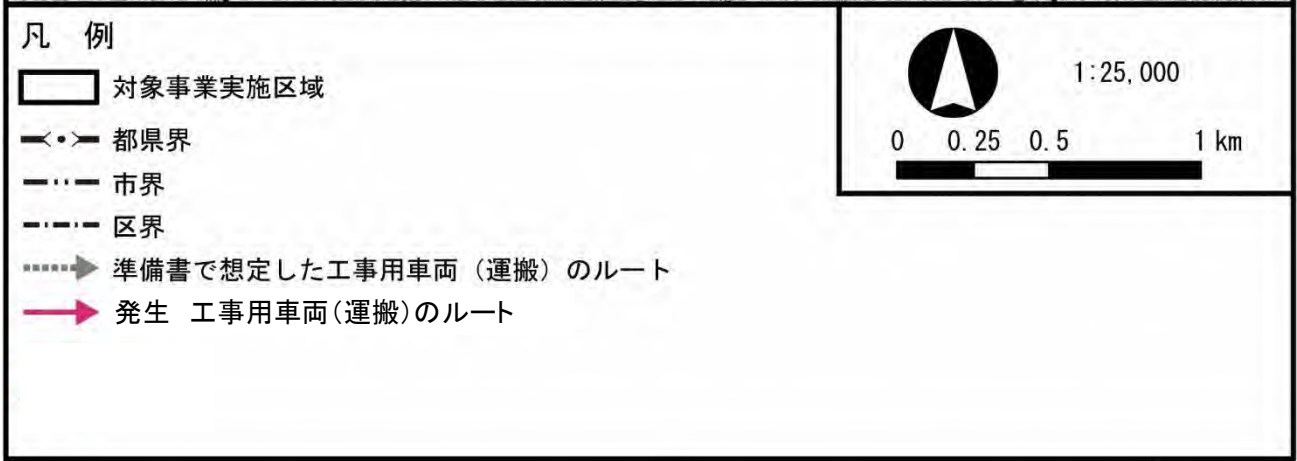 凡　例
対象事業実施区域
都県界
市界
区界
準備書で想定した工事用車両（運搬）のルート
発生　工事用車両（運搬）のルート
1:25,000
0 0.25 0.5 1 km